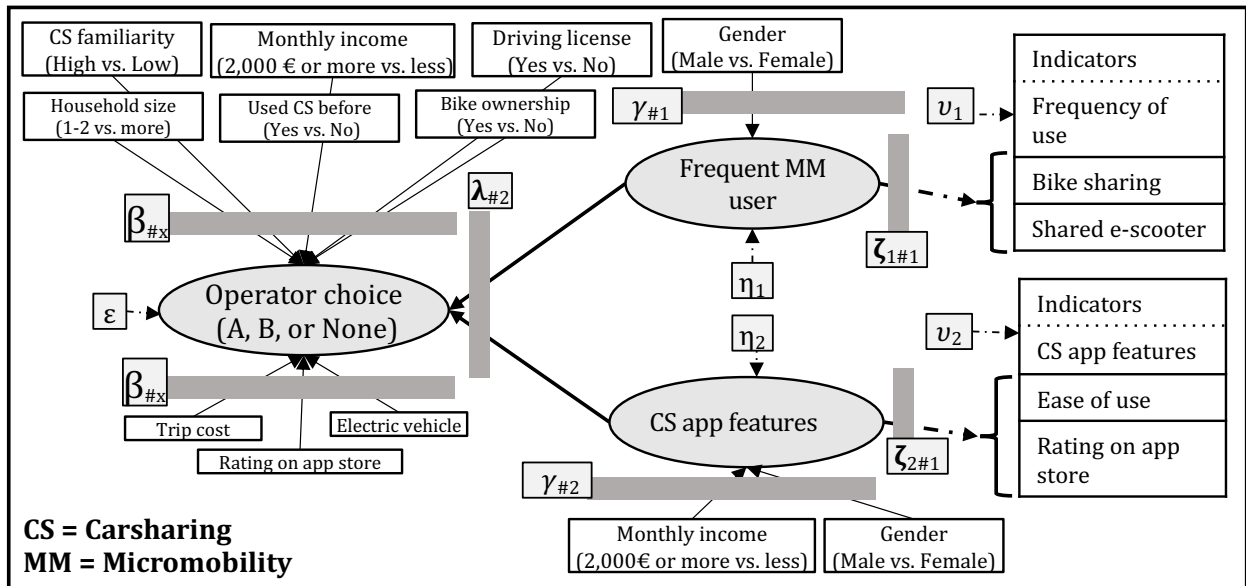 CS familiarity
(High vs. Low)
Monthly income
(2,000 € or more vs. less)
Driving license
(Yes vs. No)
Household size
(1-2 vs. more)
Used CS before
(Yes vs. No)
Bike ownership
(Yes vs. No)
Gender
(Male vs. Female)
γ#1
υ1
Indicators
Frequency of
use
Bike sharing
Shared e-scooter
Frequent MM
user
λ#2
β#x
ζ1#1
η1
ε
Operator choice
(A, B, or None)
η2
υ2
Indicators
CS app features
Ease of use
Rating on app
store
β#x
CS app features
ζ2#1
Trip cost
Electric vehicle
Rating on app store
γ#2
Monthly income
(2,000€ or more vs. less)
Gender
(Male vs. Female)
CS = Carsharing
MM = Micromobility